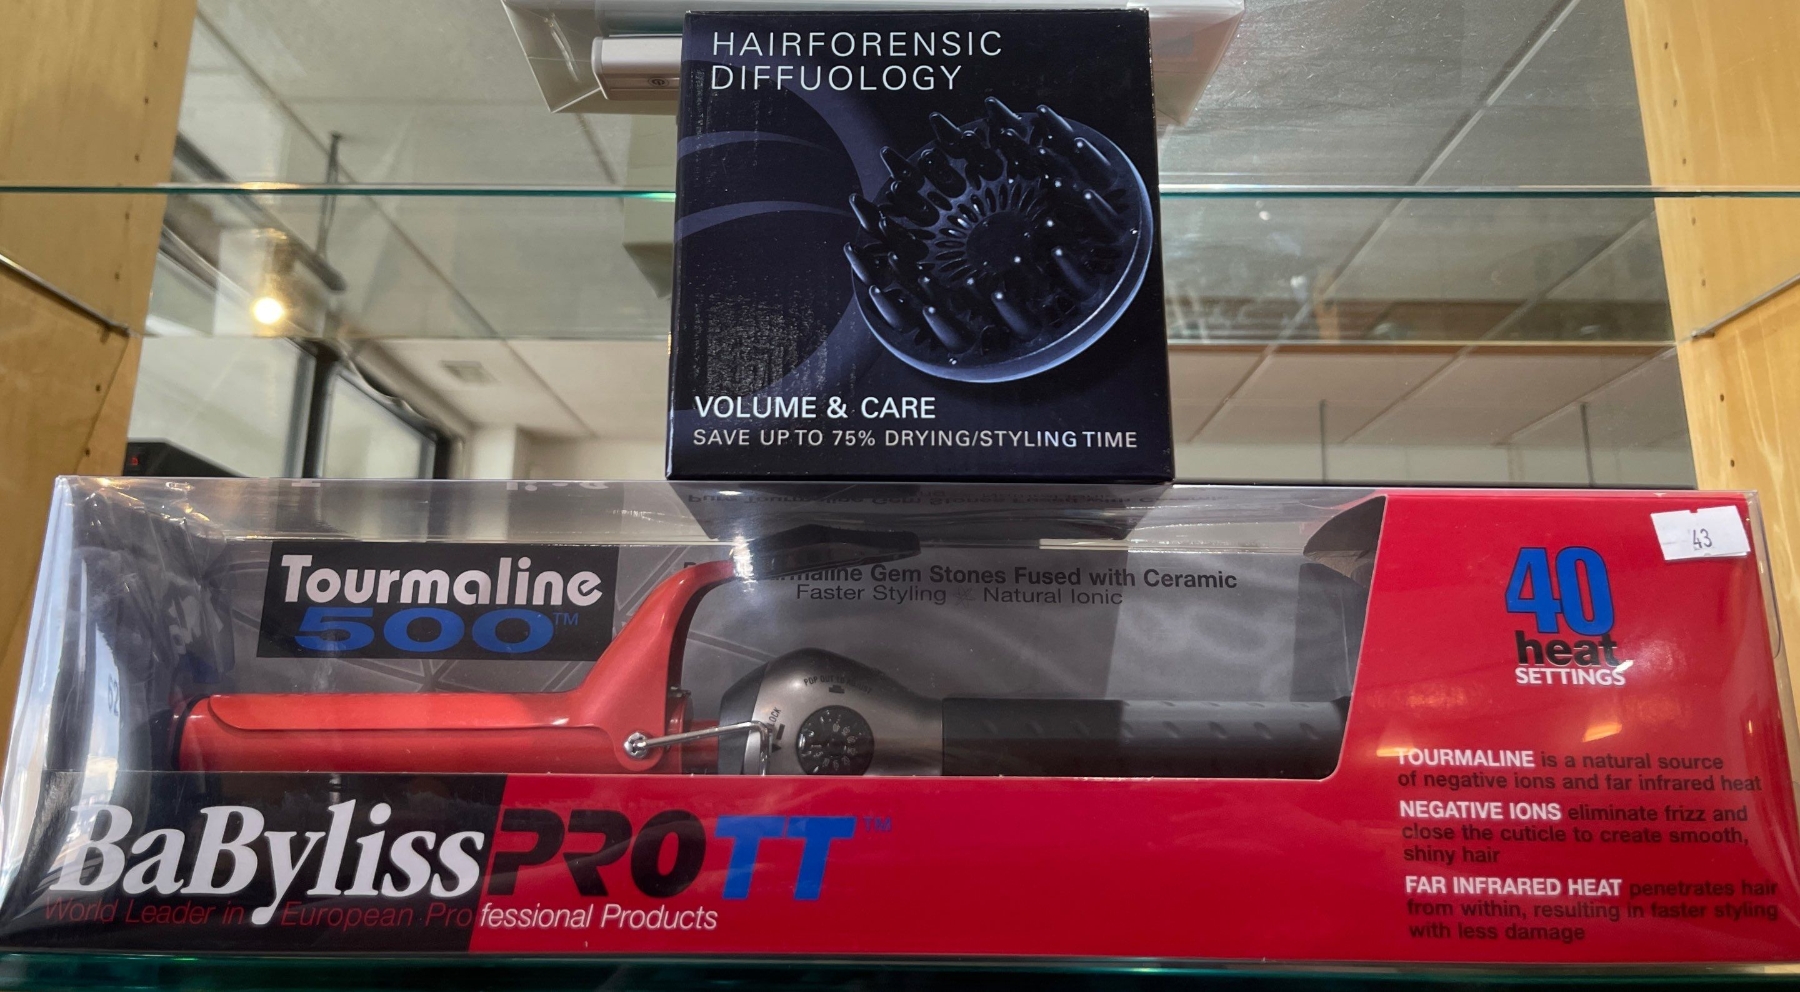 HAIRFORENSIC
DIFFUOLOGY
VOLUME & CARE
SAVE UP TO 75% DRYING/STYLING TIME
Tourmaline
500™
Gem Stones Fused with Ceramic
Faster Styling Natural Ionic
POP OUT
LOCK
43
40
heat
SETTINGS
TOURMALINE is a natural source
of negative ions and far infrared heat
NEGATIVE IONS eliminate frizz and
close the cuticle to create smooth,
shiny hair
FAR INFRARED HEAT penetrates hair
from within, resulting in faster styling
with less damage
BaBylissPROTT™
World Leader in European Professional Products